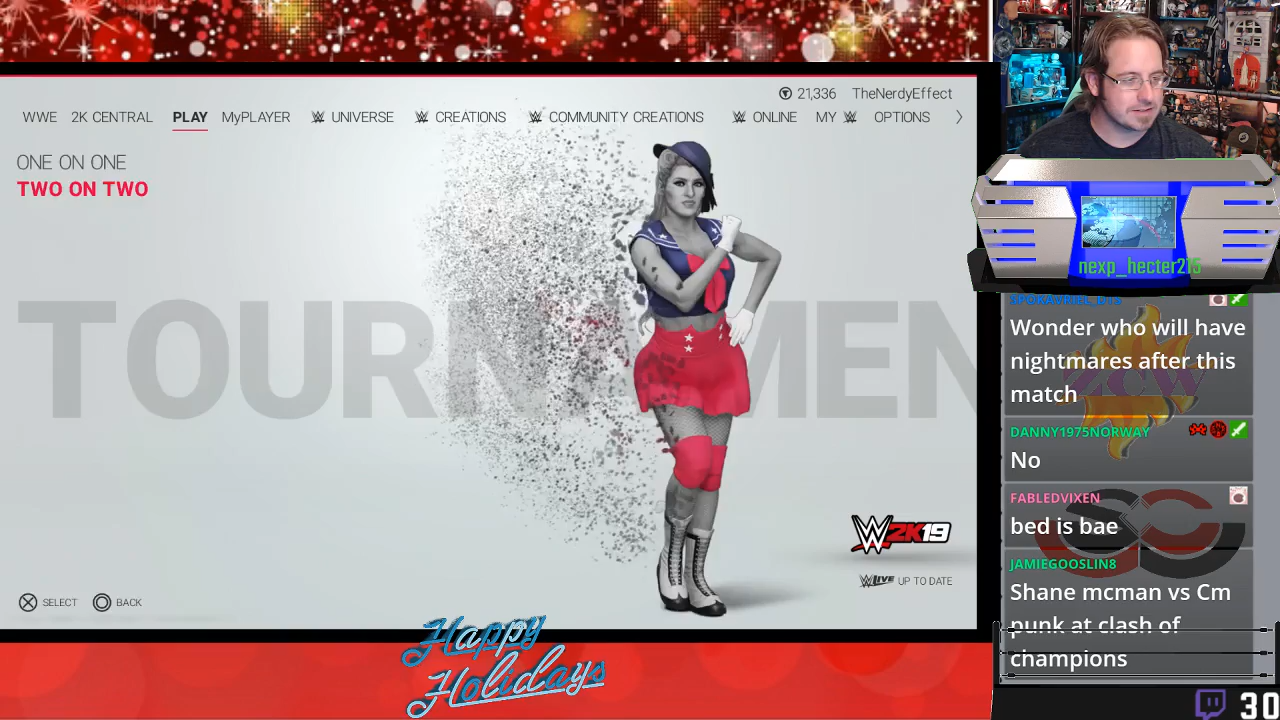 21,336 TheNerdyEffect
WWE 2K CENTRAL PLAY MyPLAYER UNIVERSE CREATIONS COMMUNITY CREATIONS ONLINE MY OPTIONS
ONE ON ONE
TWO ON TWO
TOURNAMEN
W 2K19
LIVE UP TO DATE
SELECT BACK
Happy
Holidays
nexp_hecter215
Wonder who will have
nightmares after this
match
DANNY1975NORWAY
No
FABLEDVIXEN
bed is bae
JAMIEGOOSLIN8
Shane mcman vs Cm
punk at clash of
champions
30